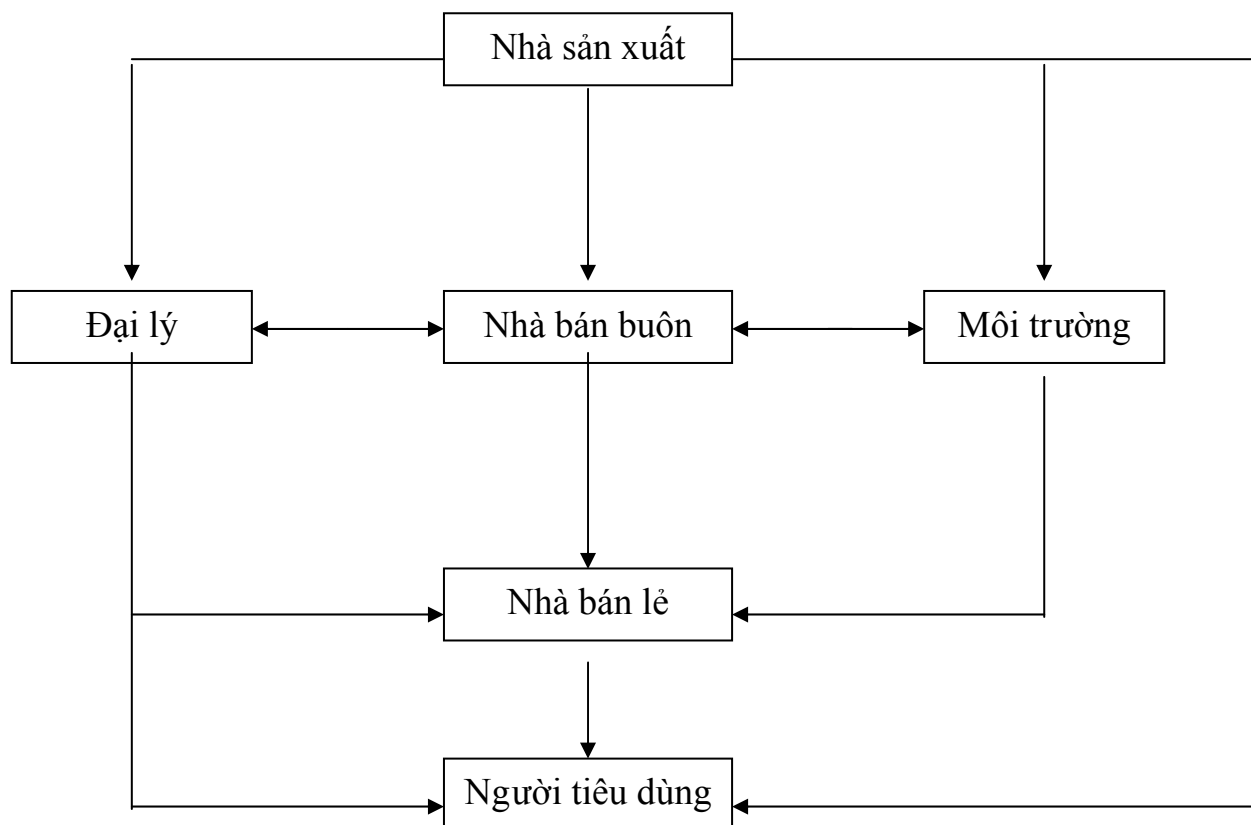 Nhà sản xuất
Đại lý
Nhà bán buôn
Môi trường
Nhà bán lẻ
Người tiêu dùng